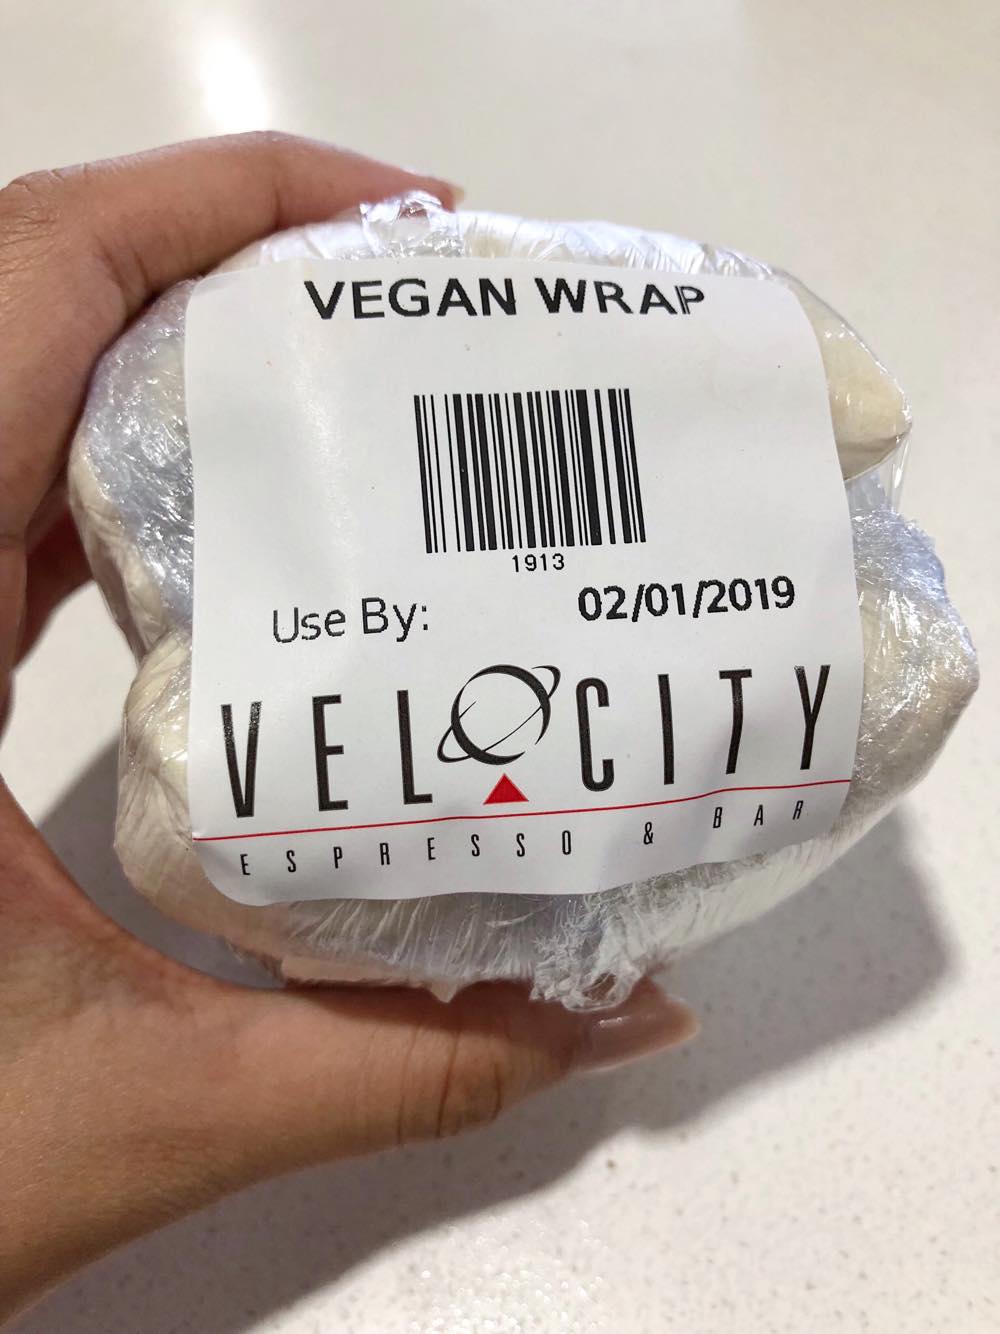 VEGAN WRAP
1913
Use By: 02/01/2019
VELOCITY
ESPRESSO & BAR